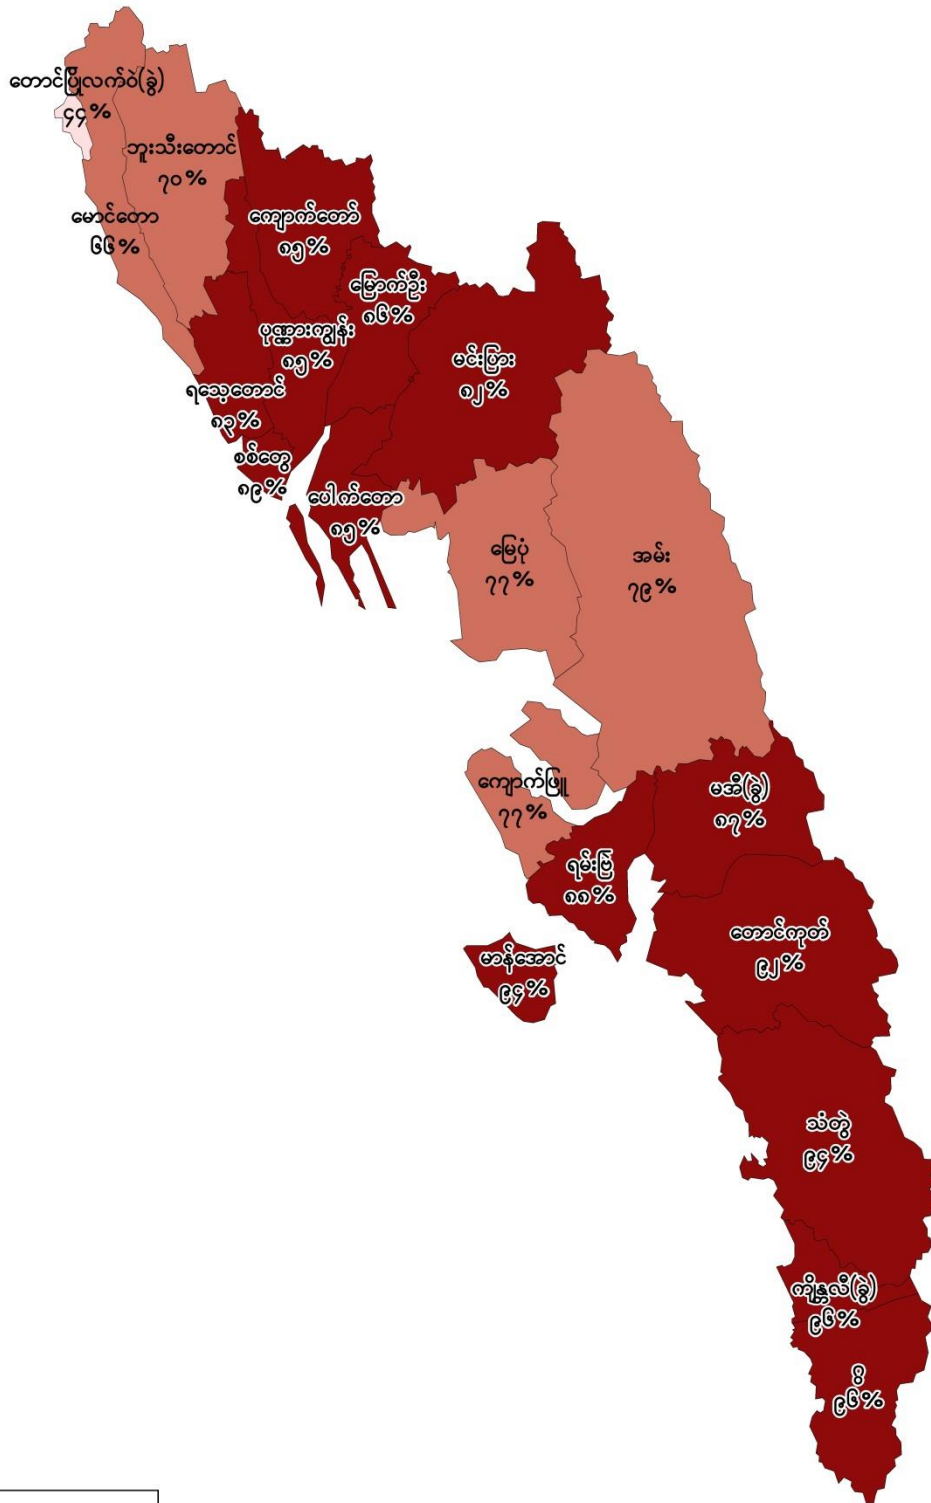 တောင်ပြိုလက်ဝဲ(ခွဲ)
၄၄%
ဘူးသီးတောင်
၇၀%
မောင်တော
၆၆%
ကျောက်တော်
၈၅%
မြောက်ဦး
၈၆%
ပုဏ္ဏားကျွန်း
၈၅%
မင်းပြား
၈၂%
ရသေ့တောင်
၈၃%
စစ်တွေ
၈၉%
ပေါက်တော
၈၅%
မြေပုံ
၇၇%
အမ်း
၇၉%
ကျောက်ဖြူ
၇၇%
မအီ(ခွဲ)
၈၇%
ရမ်းဗြဲ
၈၈%
တောင်ကုတ်
၉၂%
မာန်အောင်
၉၄%
သံတွဲ
၉၄%
ကျိန္တလီ(ခွဲ)
၉၆%
ဂွ
၉၆%